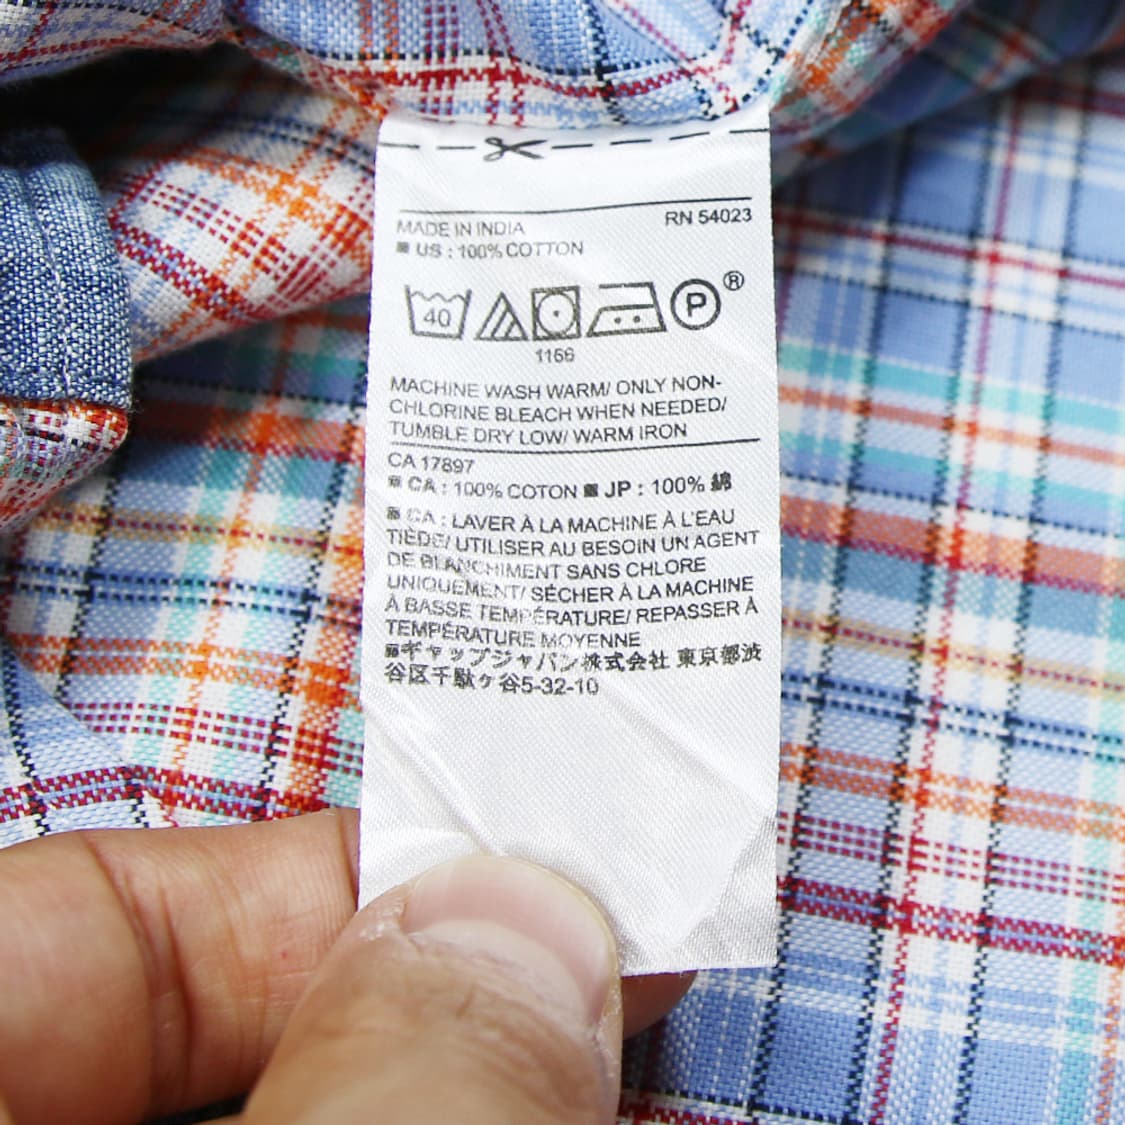 MADE IN INDIA RN 54023
US : 100% COTTON
40 P ®
1166
MACHINE WASH WARM/ ONLY NON-
CHLORINE BLEACH WHEN NEEDED/
TUMBLE DRY LOW/ WARM IRON
CA 17897
CA : 100% COTON JP : 100% 綿
CA : LAVER À LA MACHINE À L'EAU
TIÈDE/ UTILISER AU BESOIN UN AGENT
DE BLANCHIMENT SANS CHLORE
UNIQUEMENT/ SÉCHER À LA MACHINE
À BASSE TEMPÉRATURE/ REPASSER À
TEMPÉRATURE MOYENNE
ギャップジャパン株式会社 東京都渋
谷区千駄ケ谷5-32-10